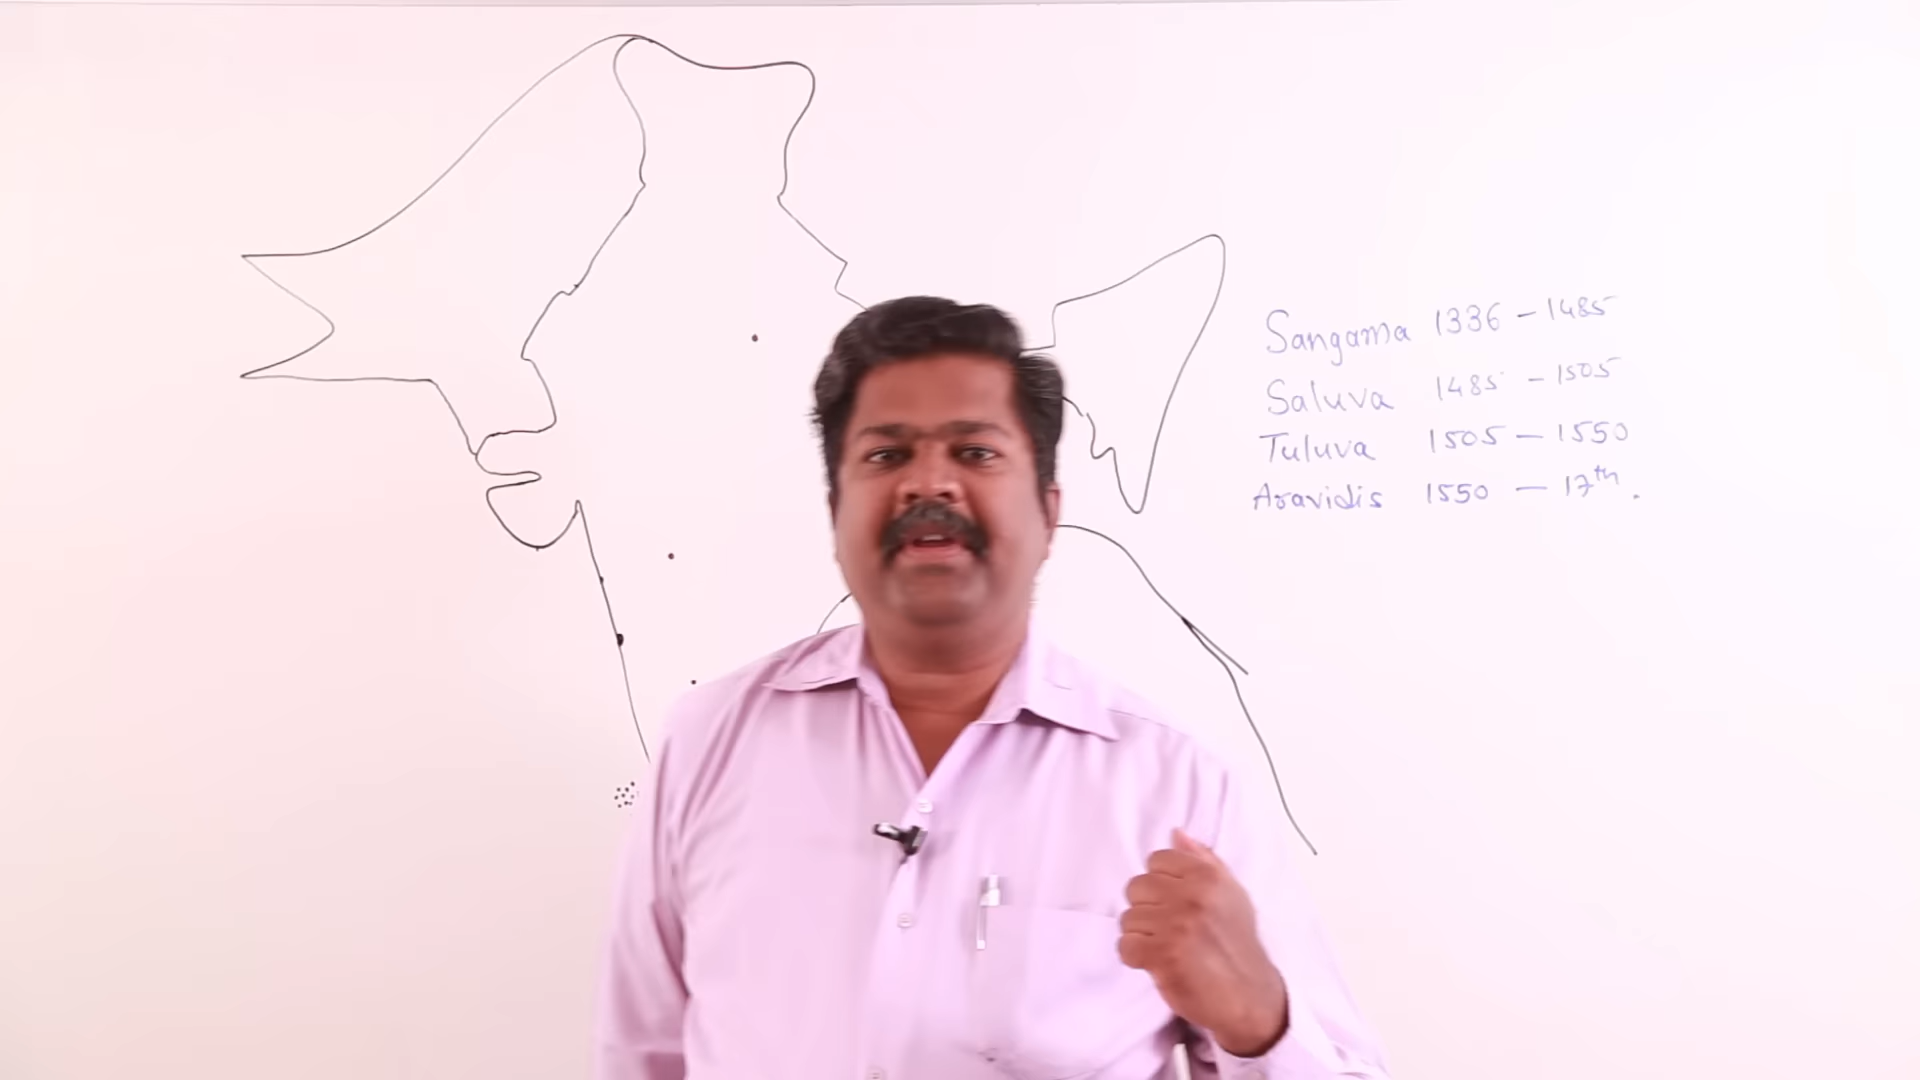 Sangama 1336 - 1485
Saluva 1485 - 1505
Tuluva 1505 - 1550
Aravidis 1550 - 17th.